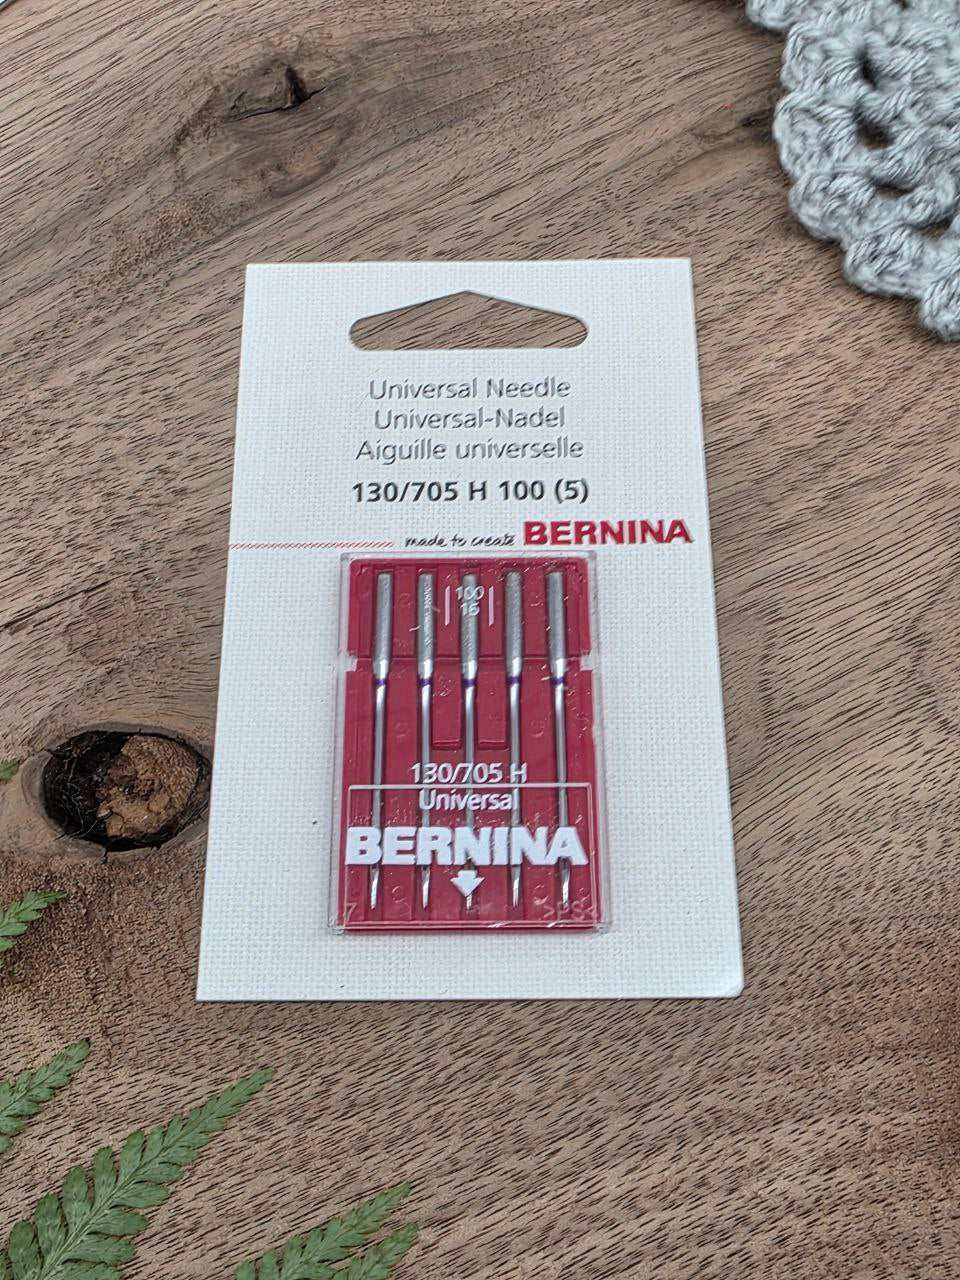 Universal Needle
Universal-Nadel
Aiguille universelle
130/705 H 100 (5)
made to create BERNINA
100
16
130/705 H
Universal
BERNINA